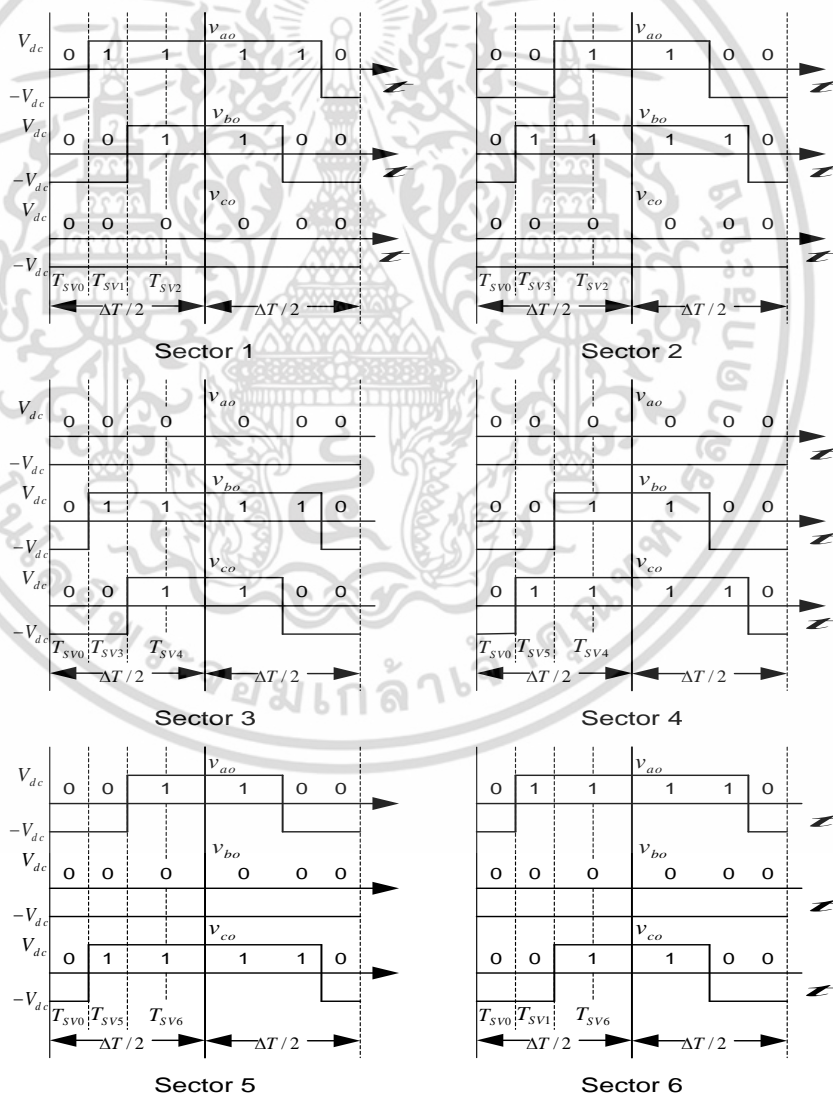 V_dc 0 1 1 v_ao 1 1 0 t
-V_dc
V_dc 0 0 1 v_bo 1 0 0 t
-V_dc
V_dc 0 0 0 v_co 0 0 0 t
-V_dc
T_SV0 T_SV1 T_SV2
ΔT/2 ΔT/2
Sector 1
0 0 1 v_ao 1 0 0 t
0 1 1 v_bo 1 1 0 t
0 0 0 v_co 0 0 0 t
T_SV0 T_SV3 T_SV2
ΔT/2 ΔT/2
Sector 2
V_dc 0 0 0 v_ao 0 0 0
-V_dc
V_dc 0 1 1 v_bo 1 1 0
-V_dc
V_dc 0 0 1 v_co 1 0 0
-V_dc
T_SV0 T_SV3 T_SV4
ΔT/2 ΔT/2
Sector 3
0 0 0 v_ao 0 0 0 t
0 0 1 v_bo 1 0 0 t
0 1 1 v_co 1 1 0 t
T_SV0 T_SV5 T_SV4
ΔT/2 ΔT/2
Sector 4
V_dc 0 0 1 v_ao 1 0 0
-V_dc
V_dc 0 0 0 v_bo 0 0 0
-V_dc
V_dc 0 1 1 v_co 1 1 0
-V_dc
T_SV0 T_SV5 T_SV6
ΔT/2 ΔT/2
Sector 5
0 1 1 v_ao 1 1 0 t
0 0 0 v_bo 0 0 0 t
0 0 1 v_co 1 0 0 t
T_SV0 T_SV1 T_SV6
ΔT/2 ΔT/2
Sector 6